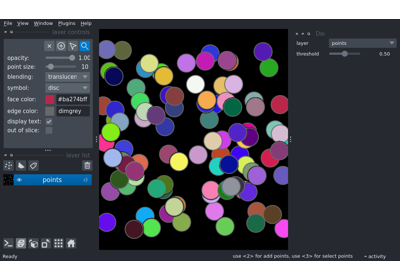 File View Window Plugins Help
layer controls
opacity: 1.00
point size: 10
blending: translucen
symbol: disc
face color: #ba274bff
edge color: dimgrey
display text:
out of slice:
layer list
points
Do
layer points
threshold 0.50
Ready
use <2> for add points, use <3> for select points
activity